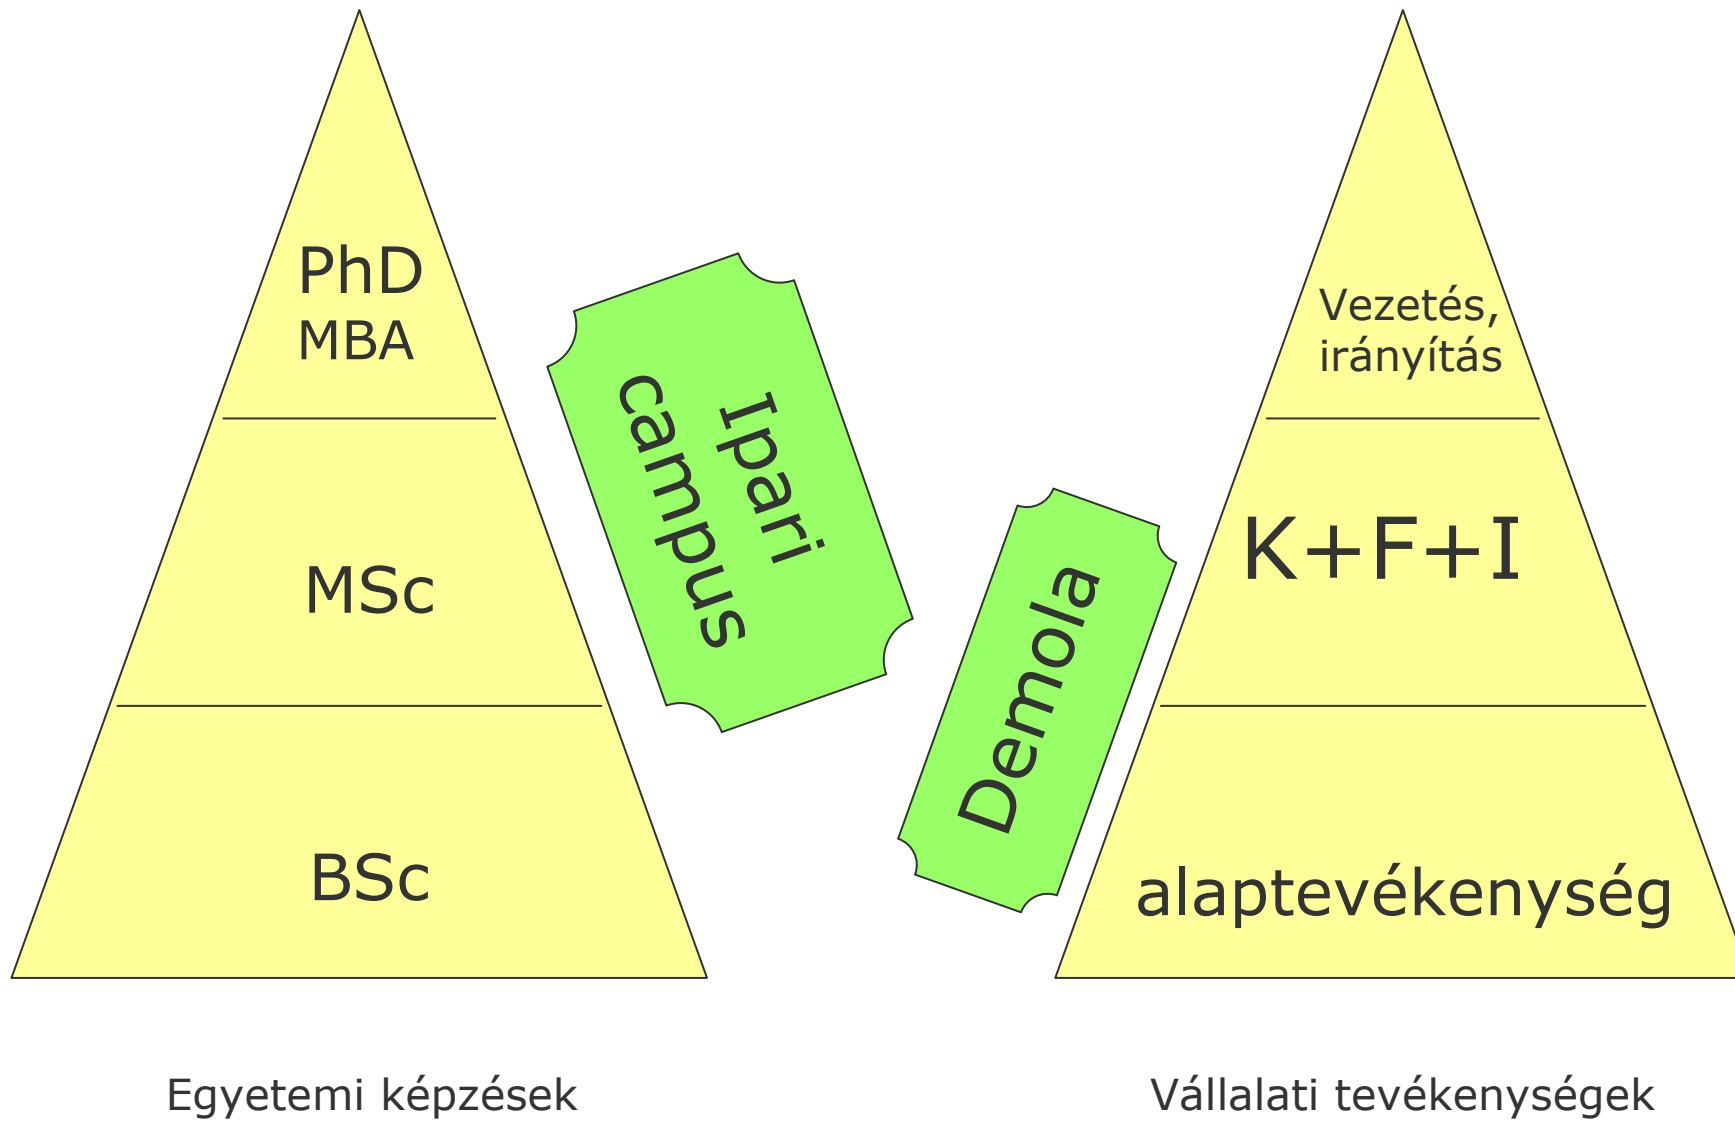 PhD
MBA
MSc
BSc
Ipari
campus
Demola
Vezetés,
irányítás
K+F+I
alaptevékenység
Egyetemi képzések
Vállalati tevékenységek